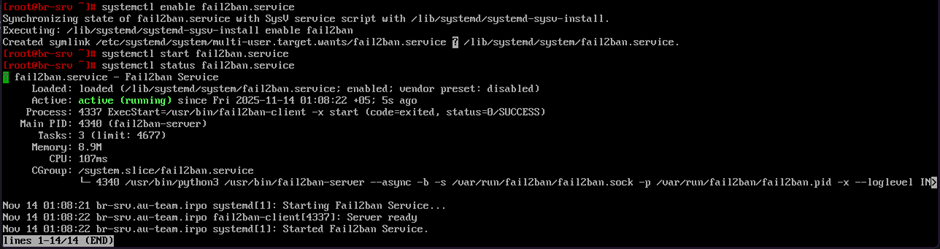 [root@br-srv ~]# systemctl enable fail2ban.service
Synchronizing state of fail2ban.service with SysV service script with /lib/systemd/systemd-sysv-install.
Executing: /lib/systemd/systemd-sysv-install enable fail2ban
Created symlink /etc/systemd/system/multi-user.target.wants/fail2ban.service ? /lib/systemd/system/fail2ban.service.
[root@br-srv ~]# systemctl start fail2ban.service
[root@br-srv ~]# systemctl status fail2ban.service
fail2ban.service - Fail2Ban Service
Loaded: loaded (/lib/systemd/system/fail2ban.service; enabled; vendor preset: disabled)
Active: active (running) since Fri 2025-11-14 01:08:22 +05; 5s ago
Process: 4337 ExecStart=/usr/bin/fail2ban-client -x start (code=exited, status=0/SUCCESS)
Main PID: 4340 (fail2ban-server)
Tasks: 3 (limit: 4677)
Memory: 8.9M
CPU: 107ms
CGroup: /system.slice/fail2ban.service
└─ 4340 /usr/bin/python3 /usr/bin/fail2ban-server --async -b -s /var/run/fail2ban/fail2ban.sock -p /var/run/fail2ban/fail2ban.pid -x --loglevel IN>
Nov 14 01:08:21 br-srv.au-team.irpo systemd[1]: Starting Fail2Ban Service...
Nov 14 01:08:22 br-srv.au-team.irpo fail2ban-client[4337]: Server ready
Nov 14 01:08:22 br-srv.au-team.irpo systemd[1]: Started Fail2Ban Service.
lines 1-14/14 (END)